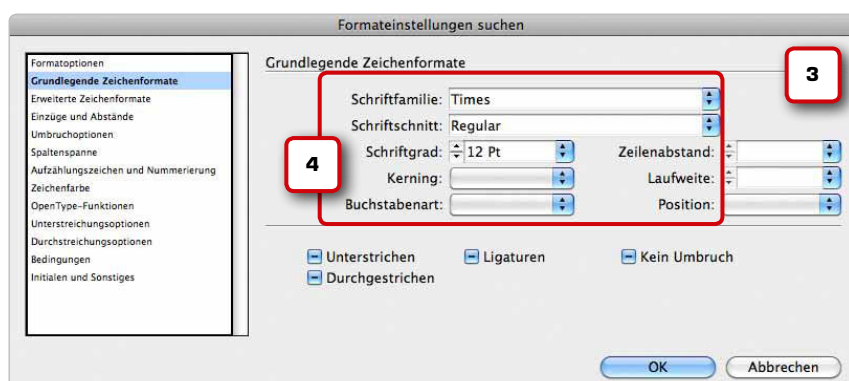 Formateinstellungen suchen
Formatoptionen
Grundlegende Zeichenformate
Erweiterte Zeichenformate
Einzüge und Abstände
Umbruchoptionen
Spaltenspanne
Aufzählungszeichen und Nummerierung
Zeichenfarbe
OpenType-Funktionen
Unterstreichungsoptionen
Durchstreichungsoptionen
Bedingungen
Initialen und Sonstiges
Grundlegende Zeichenformate
3
4
Schriftfamilie: Times
Schriftschnitt: Regular
Schriftgrad: 12 Pt Zeilenabstand:
Kerning: Laufweite:
Buchstabenart: Position:
Unterstrichen Ligaturen Kein Umbruch
Durchgestrichen
OK Abbrechen